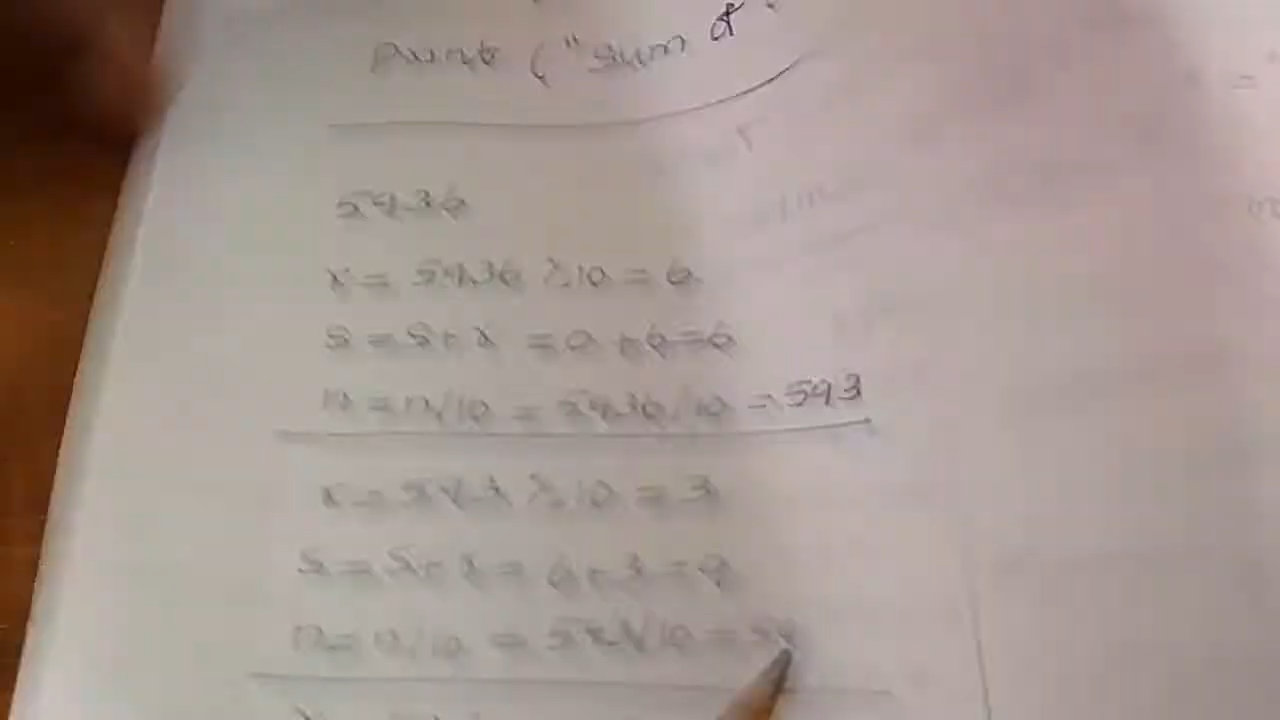 print ("sum of
5936
r = 5936 % 10 = 6
s = s + r = 0 + 6 = 6
n = n/10 = 5936/10 = 593
r = 593 % 10 = 3
s = s + r = 6 + 3 = 9
n = n/10 = 593/10 = 59